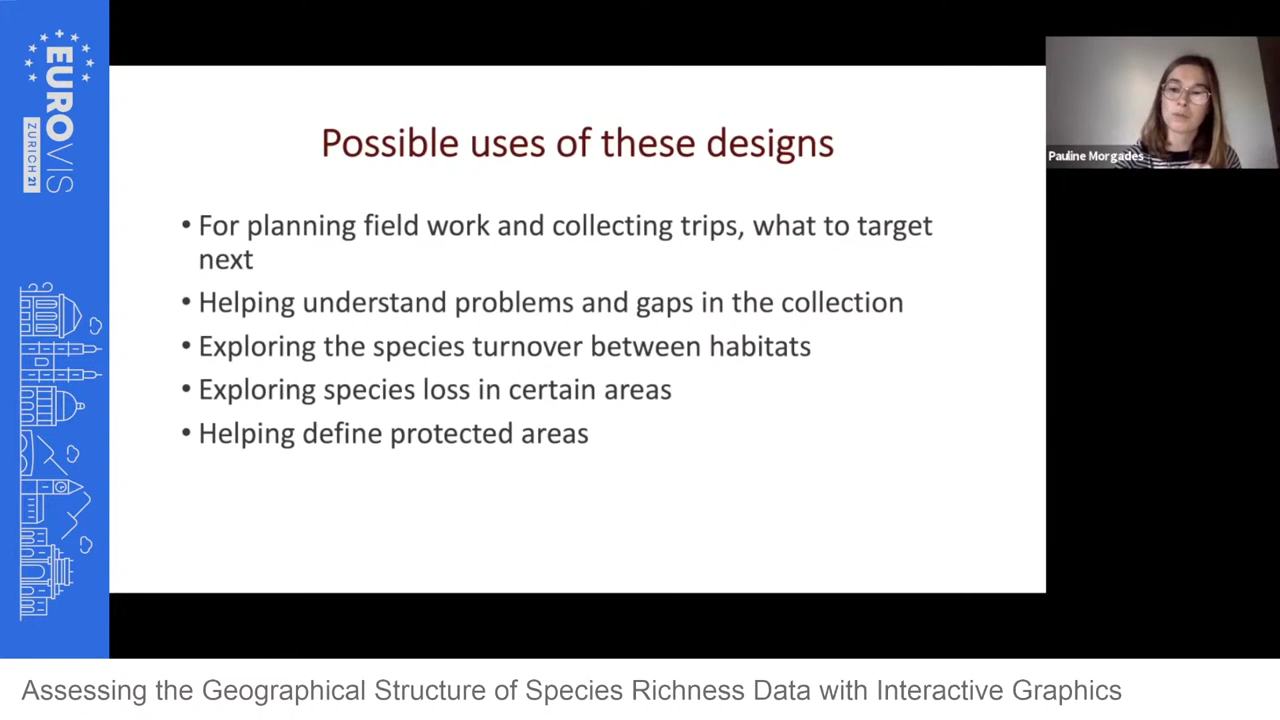 EUROVIS
ZURICH 21
Possible uses of these designs
• For planning field work and collecting trips, what to target
next
• Helping understand problems and gaps in the collection
• Exploring the species turnover between habitats
• Exploring species loss in certain areas
• Helping define protected areas
Pauline Morgades
Assessing the Geographical Structure of Species Richness Data with Interactive Graphics